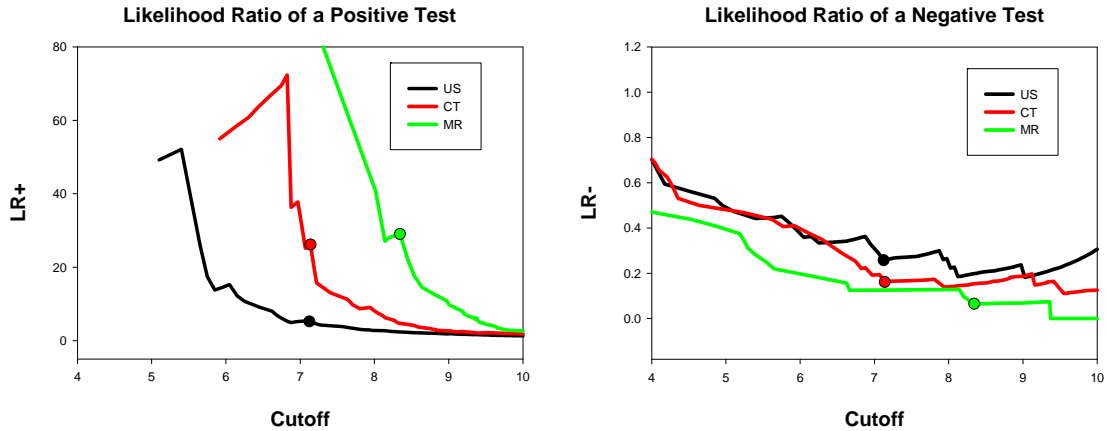 Likelihood Ratio of a Positive Test
80
60
40
20
0
LR+
US
CT
MR
4 5 6 7 8 9 10
Cutoff
Likelihood Ratio of a Negative Test
1.2
1.0
0.8
0.6
0.4
0.2
0.0
LR-
US
CT
MR
4 5 6 7 8 9 10
Cutoff